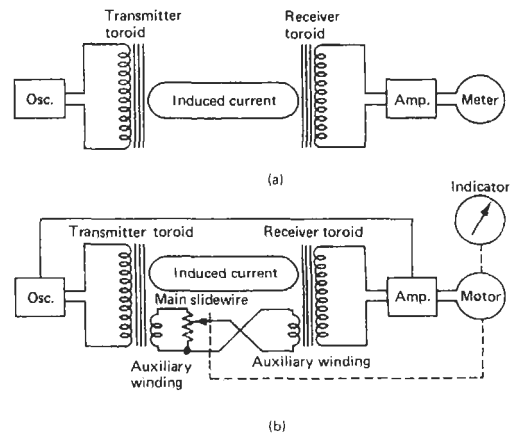 Transmitter
toroid
Receiver
toroid
Osc.
Induced current
Amp.
Meter
(a)
Indicator
Transmitter toroid
Receiver toroid
Induced current
Osc.
Main slidewire
Amp.
Motor
Auxiliary
winding
Auxiliary winding
(b)